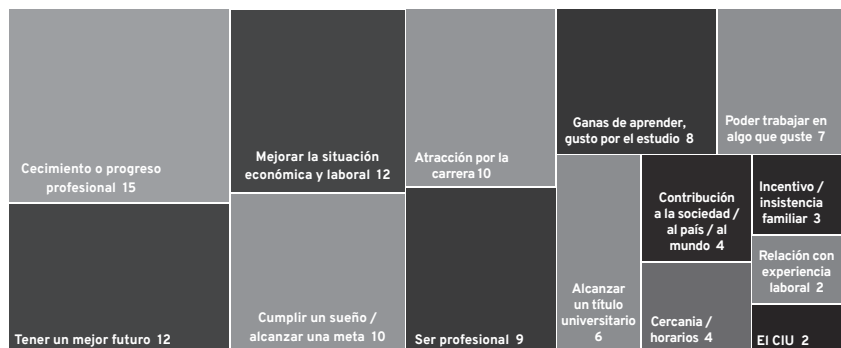 Cecimiento o progreso
profesional 15
Tener un mejor futuro 12
Mejorar la situación
económica y laboral 12
Cumplir un sueño /
alcanzar una meta 10
Atracción por la
carrera 10
Ser profesional 9
Ganas de aprender,
gusto por el estudio 8
Poder trabajar en
algo que guste 7
Alcanzar
un título
universitario
6
Contribución
a la sociedad /
al país / al
mundo 4
Cercania /
horarios 4
Incentivo /
insistencia
familiar 3
Relación con
experiencia
laboral 2
El CIU 2